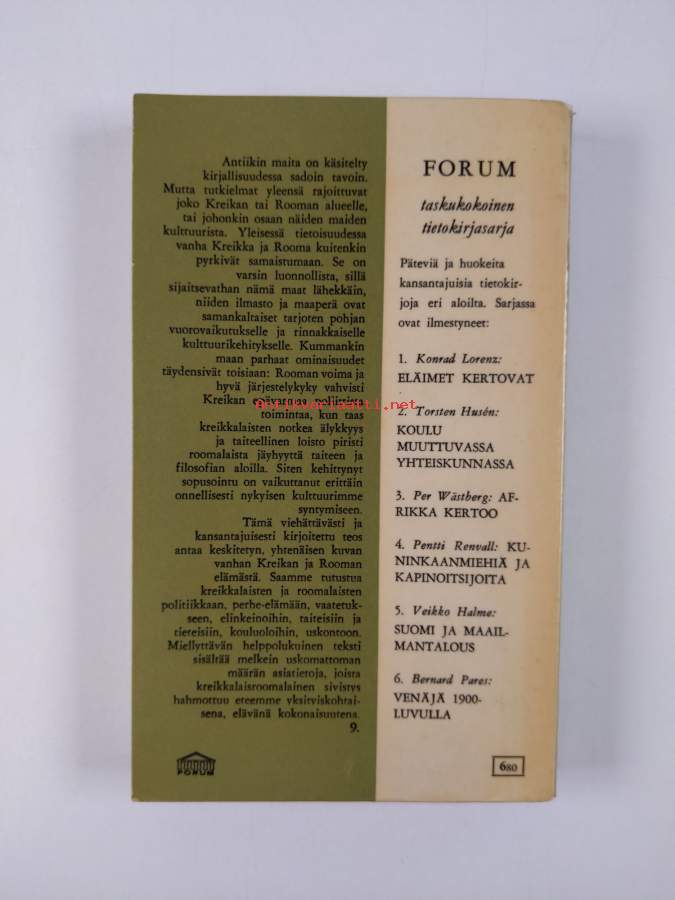 Antiikin maita on käsitelty
kirjallisuudessa sadoin tavoin.
Mutta tutkielmat yleensä rajoittuvat
joko Kreikan tai Rooman alueelle,
tai johonkin osaan näiden maiden
kulttuurista. Yleisessä tietoisuudessa
vanha Kreikka ja Rooma kuitenkin
pyrkivät samaistumaan. Se on
varsin luonnollista, sillä
sijaitsevathan nämä maat lähekkäin,
niiden ilmasto ja maaperä ovat
samankaltaiset tarjoten pohjan
vuorovaikutukselle ja rinnakkaiselle
kulttuurikehitykselle. Kummankin
maan parhaat ominaisuudet
täydensivät toisiaan: Rooman voima ja
hyvä järjestelykyky vahvisti
Kreikan epävarmaa poliittista
toimintaa, kun taas
kreikkalaisten notkea älykkyys
ja taiteellinen loisto piristi
roomalaista jäyhyyttä taiteen ja
filosofian aloilla. Siten kehittynyt
sopusointu on vaikuttanut erittäin
onnellisesti nykyisen kulttuurimme
syntymiseen.
Tämä viehättävästi ja
kansantajuisesti kirjoitettu teos
antaa keskitetyn, yhtenäisen kuvan
vanhan Kreikan ja Rooman
elämästä. Saamme tutustua
kreikkalaisten ja roomalaisten
politiikkaan, perhe-elämään, vaatetuk-
seen, elinkeinoihin, taiteisiin ja
tieteisiin, kouluoloihin, uskontoon.
Miellyttävän helppolukuinen teksti
sisältää melkein uskomattoman
määrän asiatietoja, joista
kreikkalaisroomalainen sivistys
hahmottuu eteemme yksityiskohtai-
sena, elävänä kokonaisuutena.
9.
FORUM
FORUM
taskukokoinen
tietokirjasarja
Päteviä ja huokeita
kansantajuisia tietokir-
joja eri aloilta. Sarjassa
ovat ilmestyneet:
1. Konrad Lorenz:
ELÄIMET KERTOVAT
2. Torsten Husén:
KOULU
MUUTTUVASSA
YHTEISKUNNASSA
3. Per Wästberg: AF-
RIKKA KERTOO
4. Pentti Renvall: KU-
NINKAANMIEHIÄ JA
KAPINOITSIJOITA
5. Veikko Halme:
SUOMI JA MAAIL-
MANTALOUS
6. Bernard Pares:
VENÄJÄ 1900-
LUVULLA
680
Antikvariaatti.net